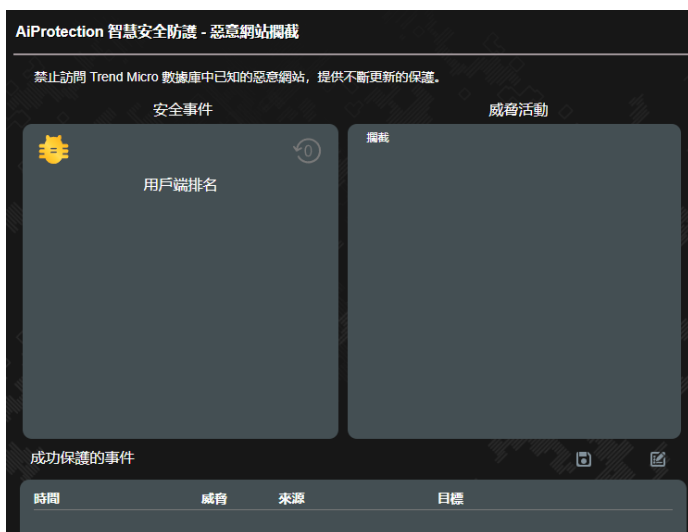 AiProtection 智慧安全防護 - 惡意網站攔截
禁止訪問 Trend Micro 數據庫中已知的惡意網站，提供不斷更新的保護。
安全事件
威脅活動
0
攔截
用戶端排名
成功保護的事件
時間 威脅 來源 目標